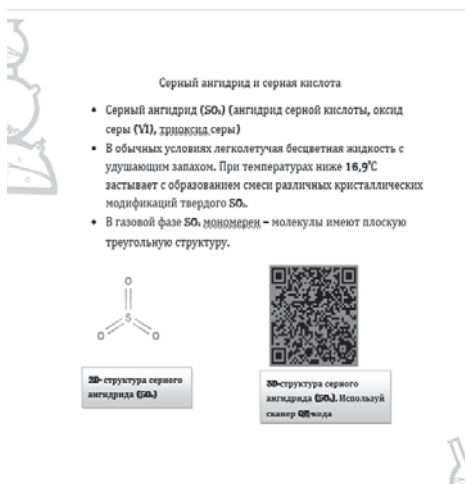 Серный ангидрид и серная кислота
• Серный ангидрид (SO₃) (ангидрид серной кислоты, оксид
серы (VI), триоксид серы)
• В обычных условиях легколетучая бесцветная жидкость с
удушающим запахом. При температурах ниже 16,9°C
застывает с образованием смеси различных кристаллических
модификаций твердого SO₃.
• В газовой фазе SO₃ мономерен – молекулы имеют плоскую
треугольную структуру.
O
S
O O
2D- структура серного
ангидрида (SO₃)
3D-структура серного
ангидрида (SO₃). Используй
сканер QR-кода